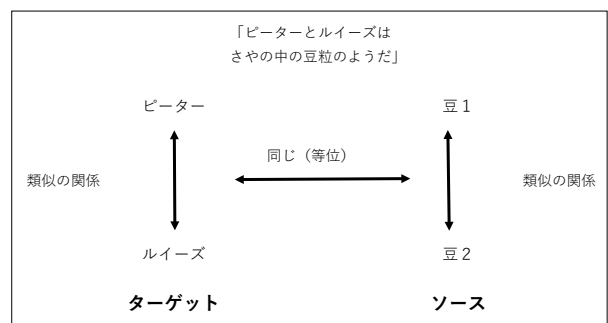 「ピーターとルイーズは
さやの中の豆粒のようだ」
ピーター
豆１
同じ（等位）
類似の関係
類似の関係
ルイーズ
豆２
ターゲット
ソース